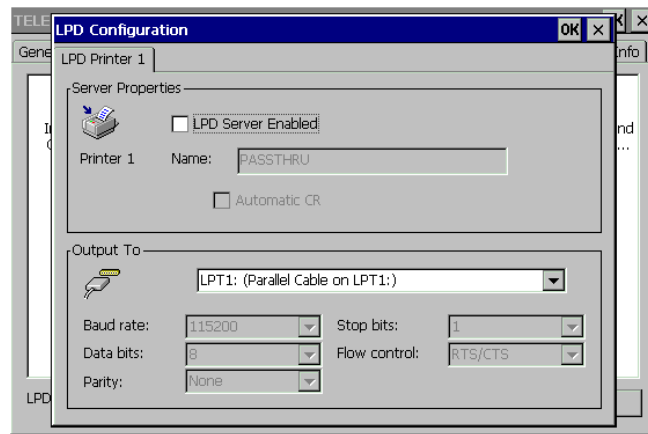 TELE
LPD Configuration OK
Gene
Info
LPD Printer 1
Server Properties
LPD Server Enabled
nd
...
Printer 1 Name: PASSTHRU
Automatic CR
Output To
LPT1: (Parallel Cable on LPT1:)
Baud rate: 115200 Stop bits: 1
Data bits: 8 Flow control: RTS/CTS
Parity: None
LPD